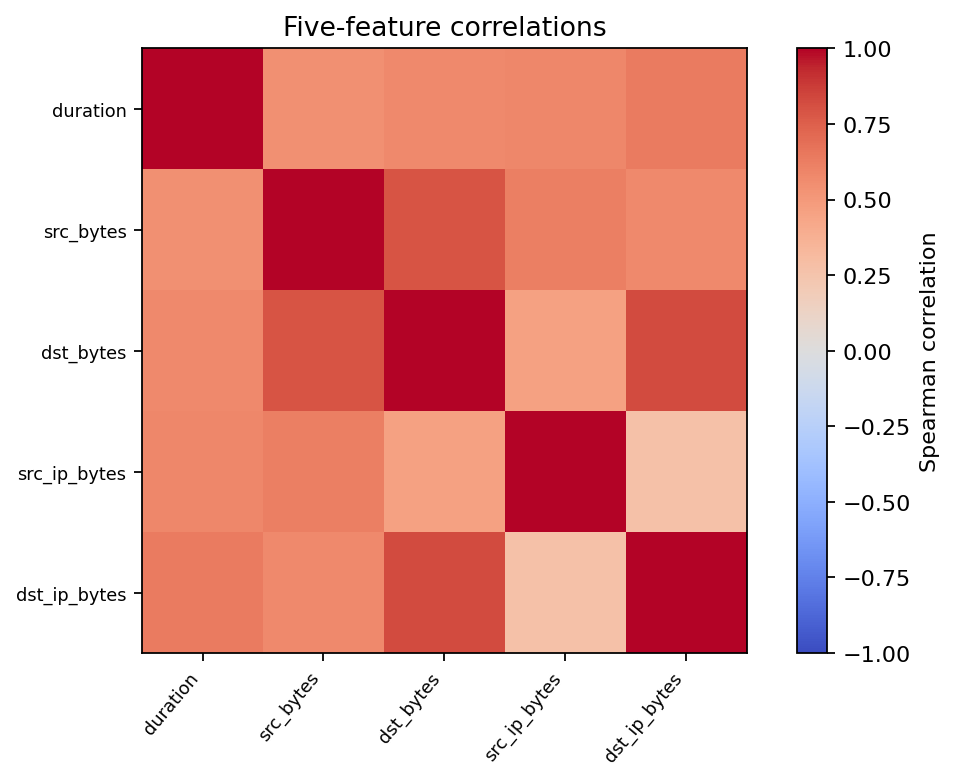 Five-feature correlations
duration
src_bytes
dst_bytes
src_ip_bytes
dst_ip_bytes
duration
src_bytes
dst_bytes
src_ip_bytes
dst_ip_bytes
1.00
0.75
0.50
0.25
0.00
−0.25
−0.50
−0.75
−1.00
Spearman correlation